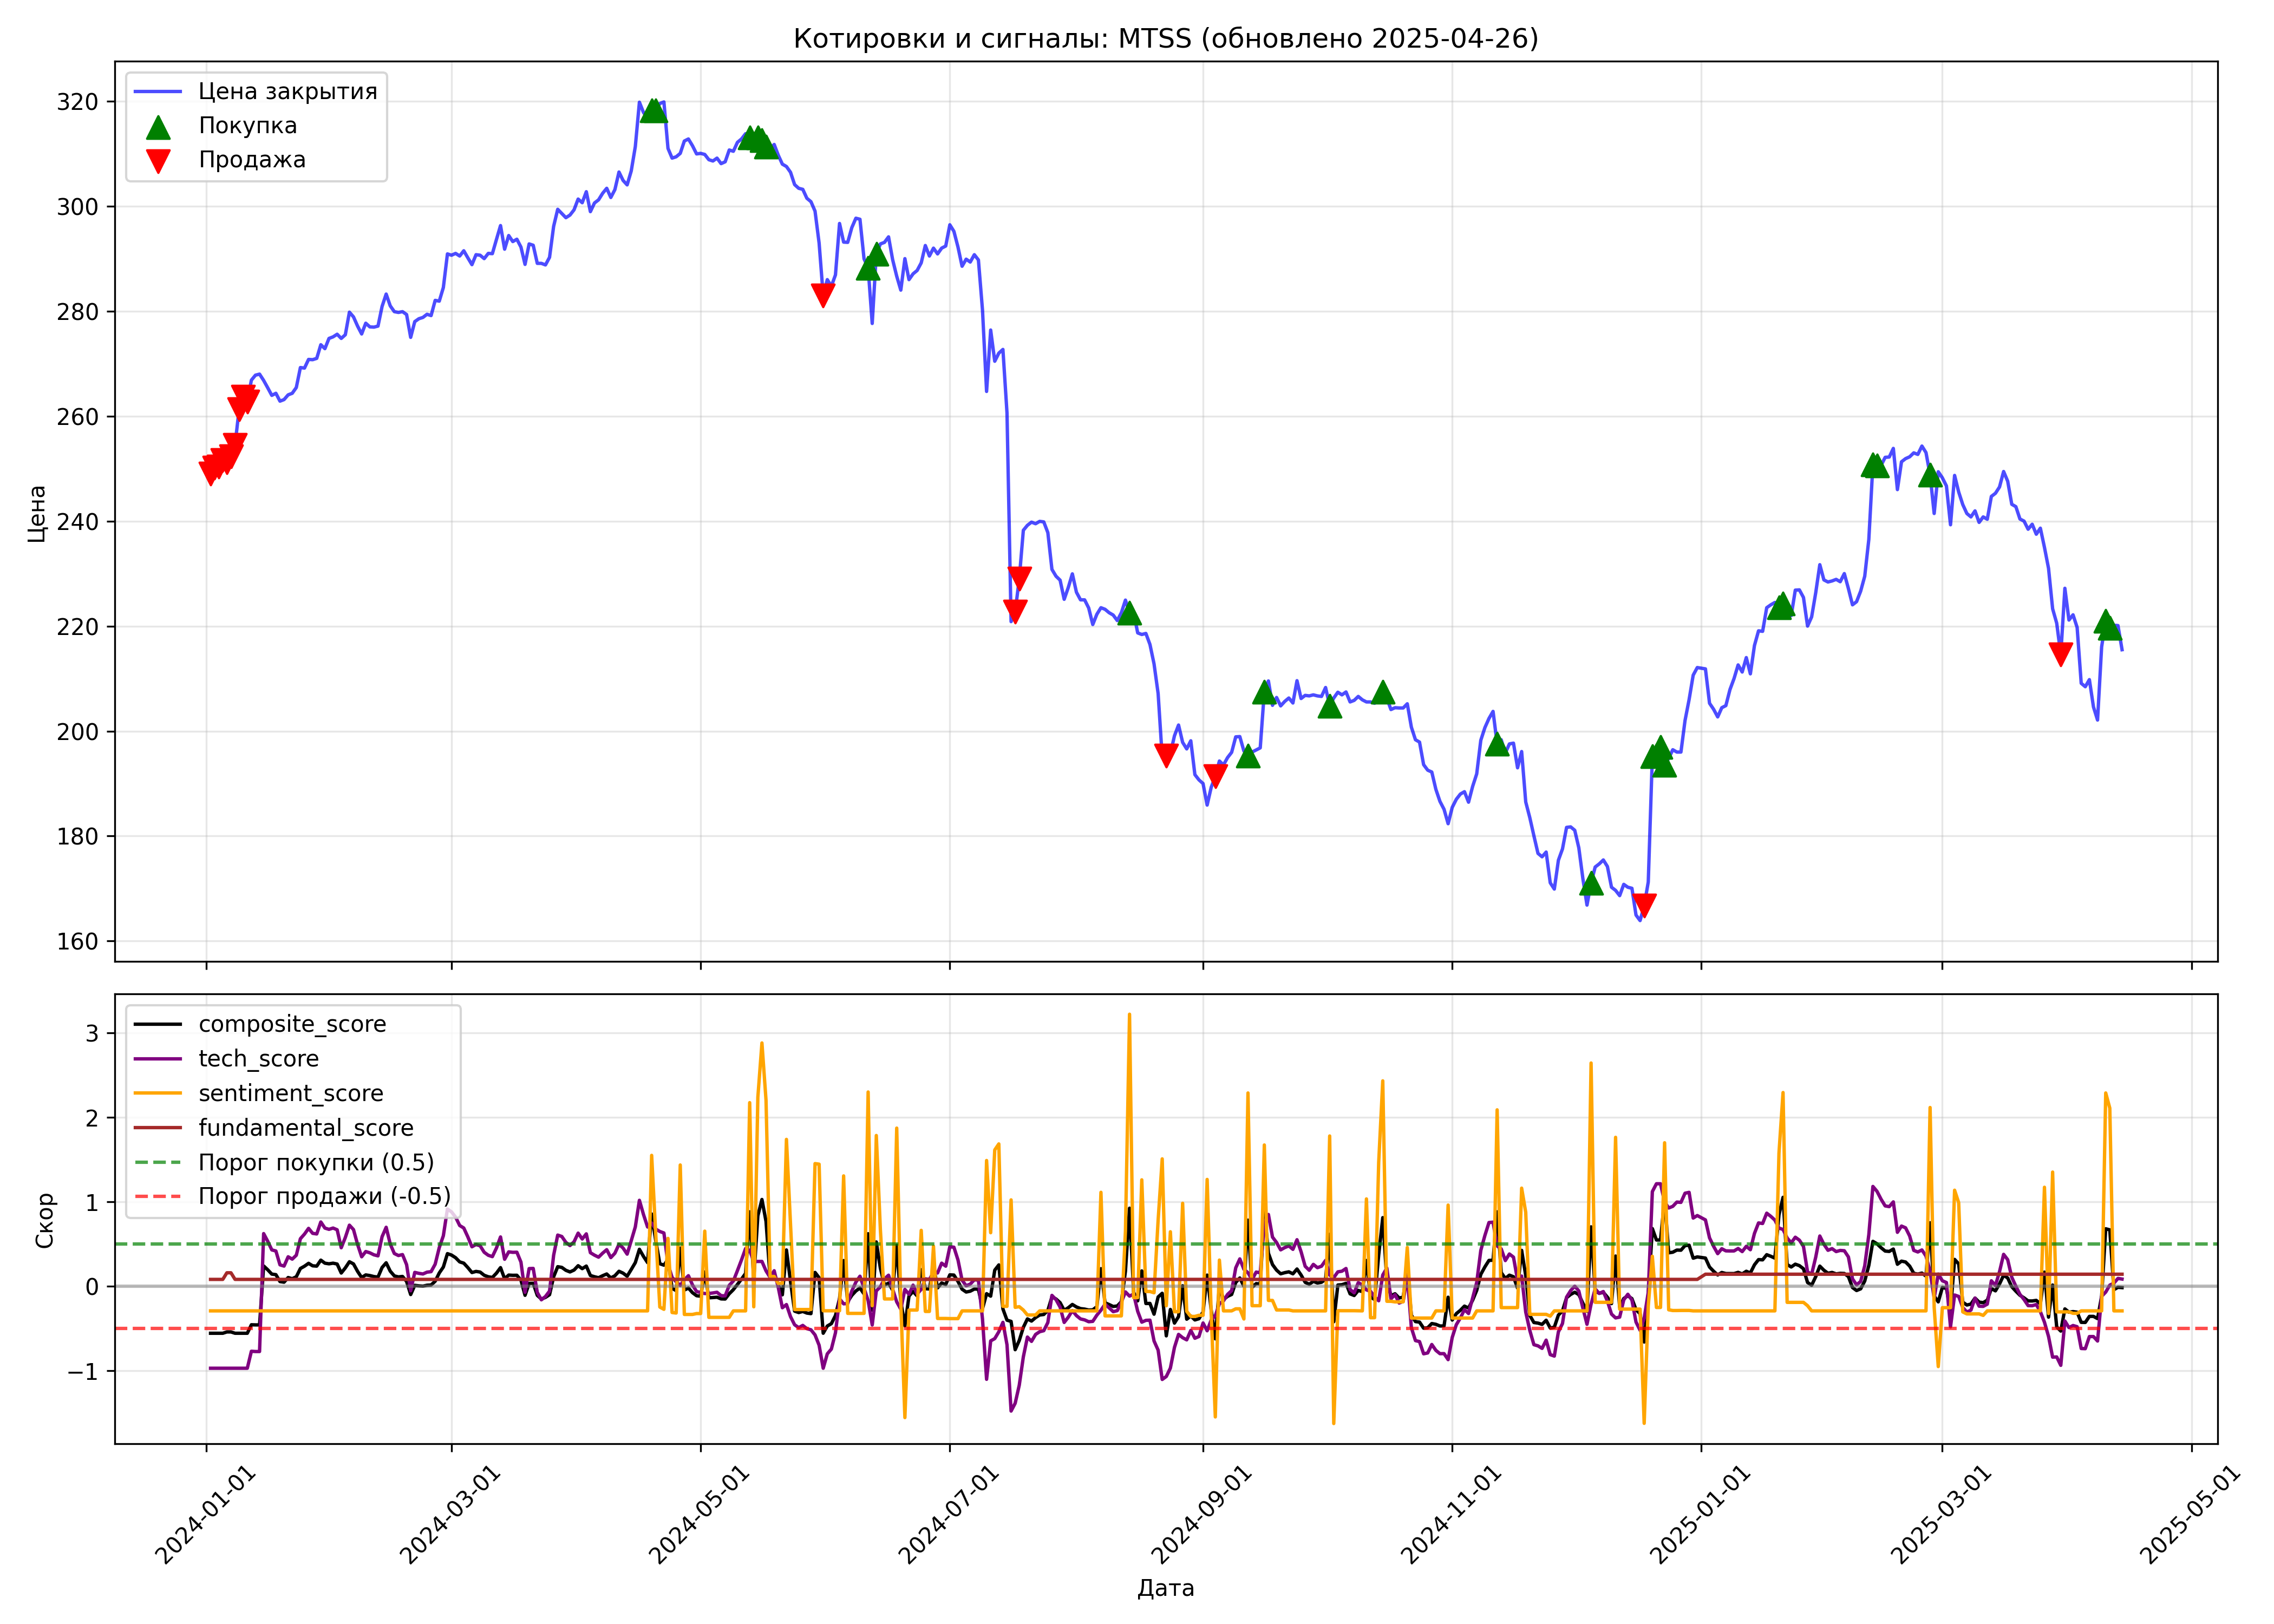 Котировки и сигналы: MTSS (обновлено 2025-04-26)
Цена закрытия
Покупка
Продажа
320
300
280
260
240
220
200
180
160
Цена
composite_score
tech_score
sentiment_score
fundamental_score
Порог покупки (0.5)
Порог продажи (-0.5)
3
2
1
0
−1
Скор
2024-01-01
2024-03-01
2024-05-01
2024-07-01
2024-09-01
2024-11-01
2025-01-01
2025-03-01
2025-05-01
Дата